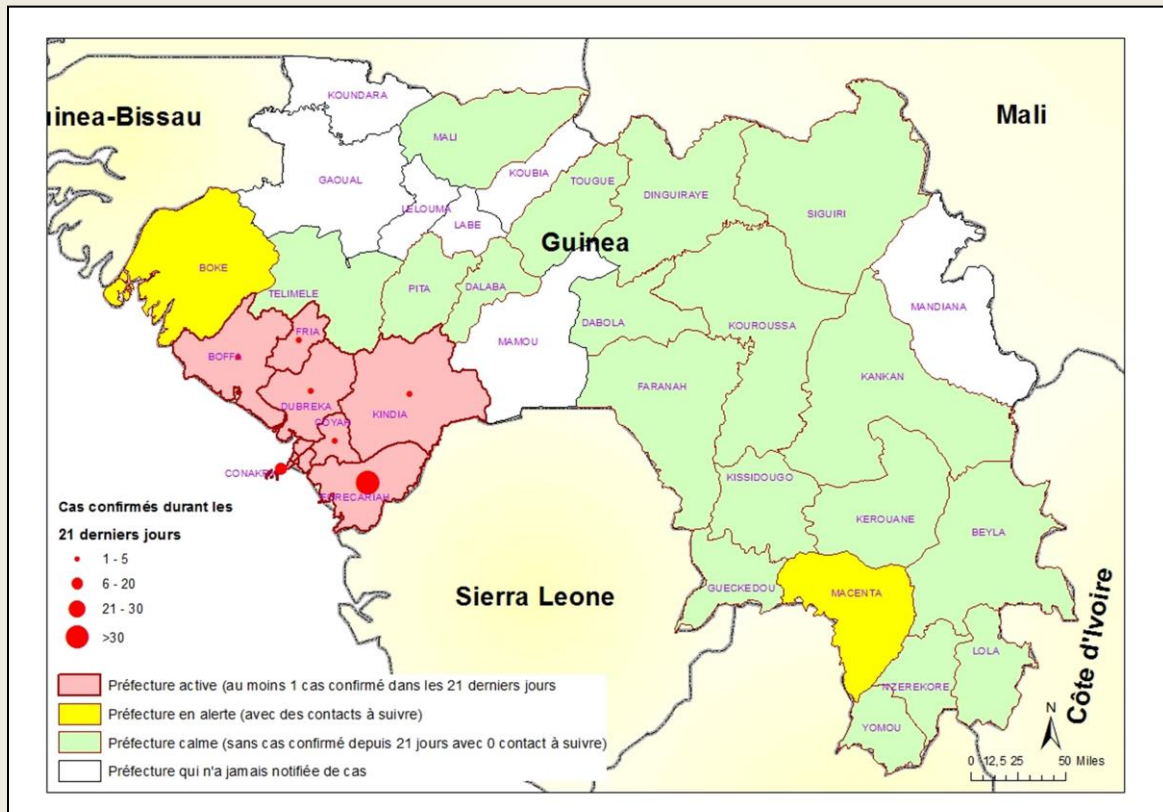 KOUNDARA
uinea-Bissau
Mali
MALI
KOUBIA
GAOUAL
TOUGUE
DINGUIRAYE
LELOUMA
LABE
SIGUIRI
Guinea
BOKE
TELIMELE
PITA
DALABA
MANDIANA
DABOLA
KOUROUSSA
FRIA
MAMOU
BOFFA
KANKAN
FARANAH
DUBREKA
KINDIA
COYAH
CONAKRY
FORECARIAH
KISSIDOUGO
KEROUANE
BEYLA
GUECKEDOU
MACENTA
Sierra Leone
LOLA
NZEREKORE
YOMOU
Côte d'Ivoire
Cas confirmés durant les
21 derniers jours
1 - 5
6 - 20
21 - 30
>30
Préfecture active (au moins 1 cas confirmé dans les 21 derniers jours
Préfecture en alerte (avec des contacts à suivre)
Préfecture calme (sans cas confirmé depuis 21 jours avec 0 contact à suivre)
Préfecture qui n'a jamais notifiée de cas
N
0 12,5 25 50 Miles